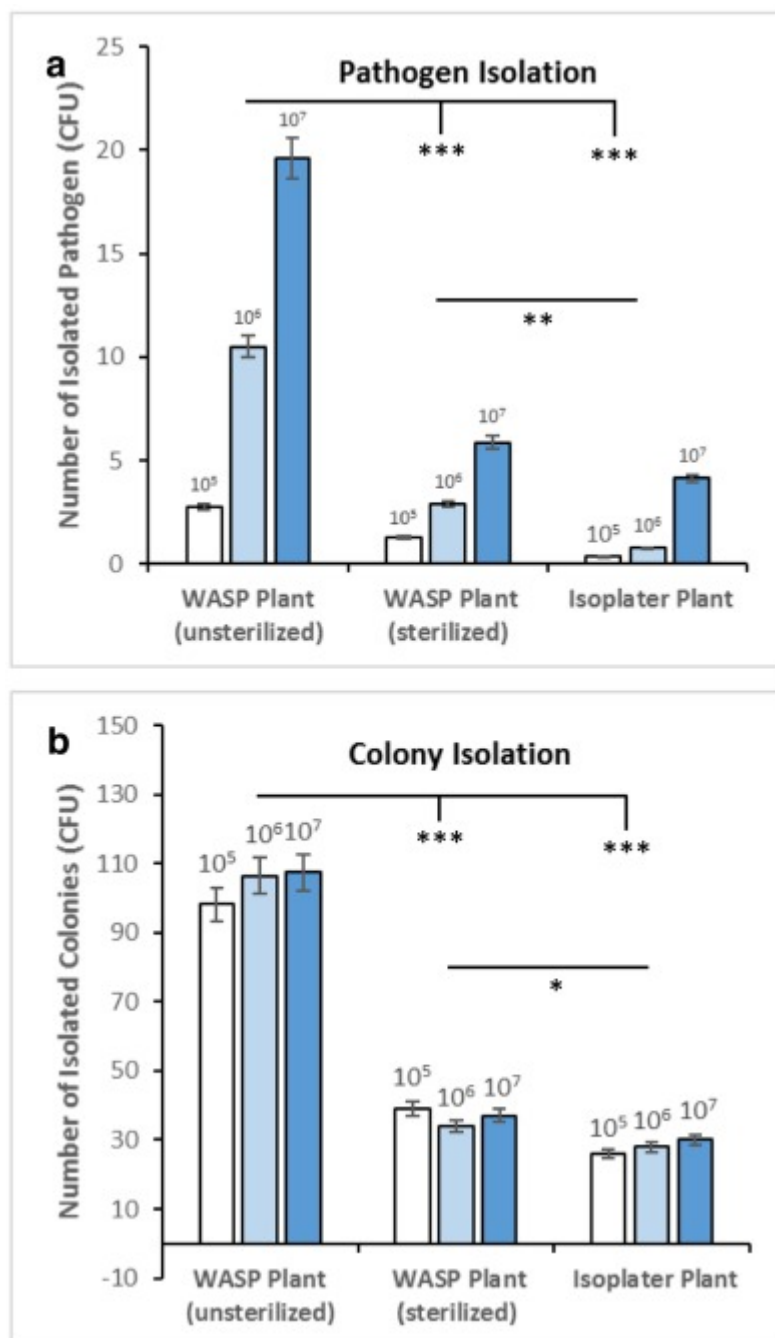 a
Pathogen Isolation
Number of Isolated Pathogen (CFU)
25
20
15
10
5
0
10⁵
10⁶
10⁷
10⁵
10⁶
10⁷
10⁵
10⁶
10⁷
***
***
**
WASP Plant
(unsterilized)
WASP Plant
(sterilized)
Isoplater Plant
b
Colony Isolation
Number of Isolated Colonies (CFU)
150
130
110
90
70
50
30
10
-10
10⁵
10⁶
10⁷
10⁵
10⁶
10⁷
10⁵
10⁶
10⁷
***
***
*
WASP Plant
(unsterilized)
WASP Plant
(sterilized)
Isoplater Plant